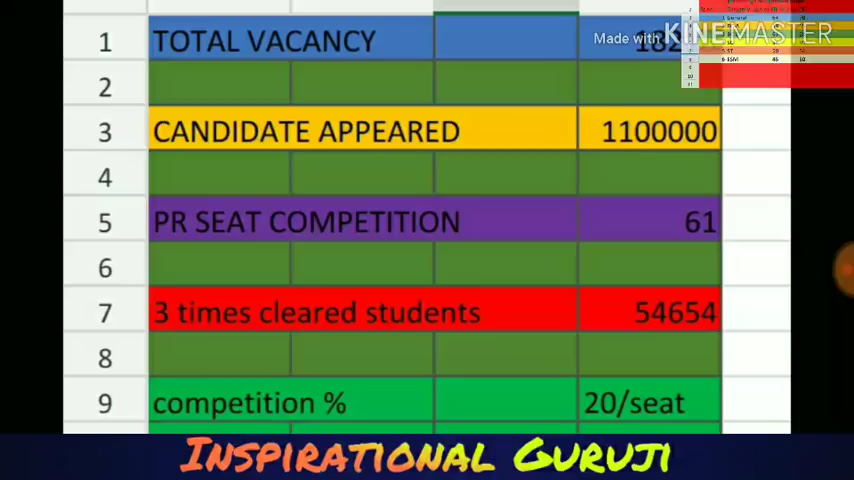 Made with KINEMASTER
1 TOTAL VACANCY
2
3 CANDIDATE APPEARED 1100000
4
5 PR SEAT COMPETITION 61
6
7 3 times cleared students 54654
8
9 competition % 20/seat
INSPIRATIONAL GURUJI